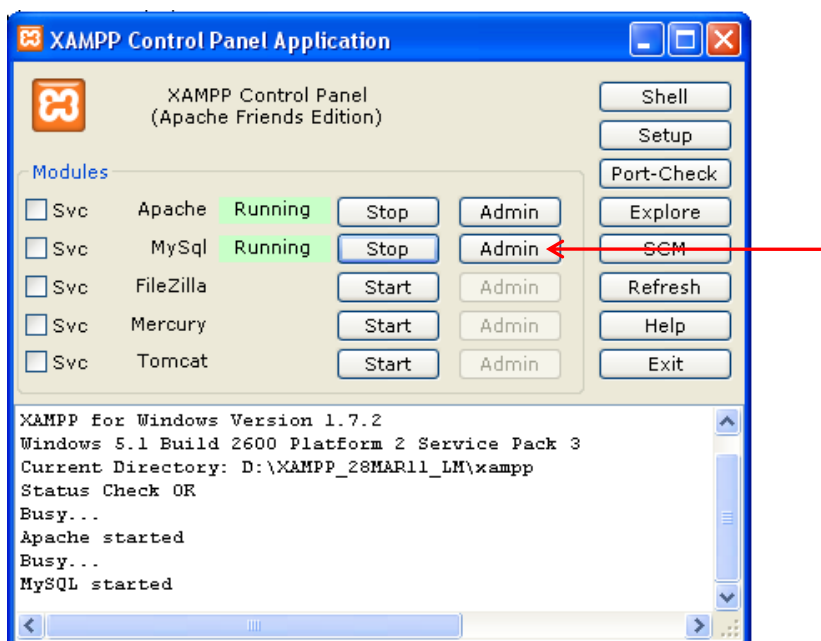 XAMPP Control Panel Application
XAMPP Control Panel
(Apache Friends Edition)
Shell
Setup
Modules
Port-Check
Svc Apache Running Stop Admin Explore
Svc MySql Running Stop Admin SCM
Svc FileZilla Start Admin Refresh
Svc Mercury Start Admin Help
Svc Tomcat Start Admin Exit
XAMPP for Windows Version 1.7.2
Windows 5.1 Build 2600 Platform 2 Service Pack 3
Current Directory: D:\XAMPP_28MAR11_LM\xampp
Status Check OK
Busy...
Apache started
Busy...
MySQL started